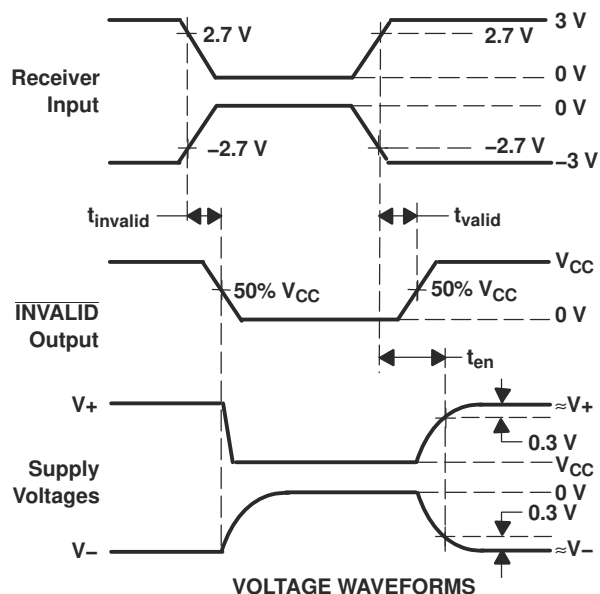 2.7 V
2.7 V
3 V
Receiver
Input
0 V
0 V
−2.7 V
−2.7 V
−3 V
tinvalid
tvalid
VCC
50% VCC
50% VCC
INVALID
Output
0 V
ten
V+
≈V+
0.3 V
Supply
Voltages
VCC
0 V
0.3 V
V−
≈V−
VOLTAGE WAVEFORMS